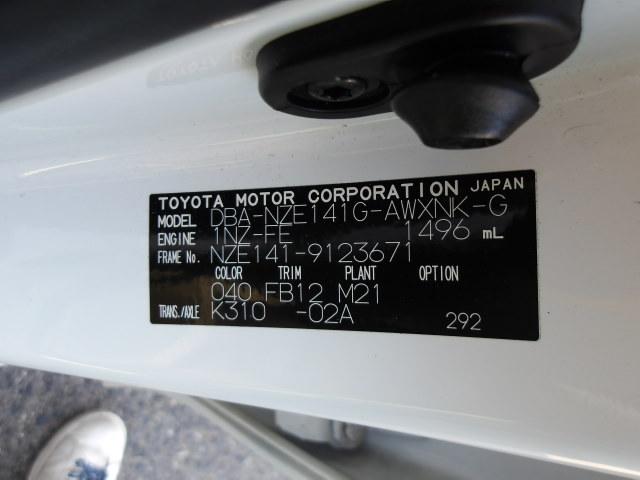 TOYOTA MOTOR CORPORATION JAPAN
MODEL DBA-NZE141G-AWXNK-G
ENGINE 1NZ-FE 1496 mL
FRAME No. NZE141-9123671
COLOR TRIM PLANT OPTION
040 FB12 M21
TRANS./AXLE K310 -02A 292